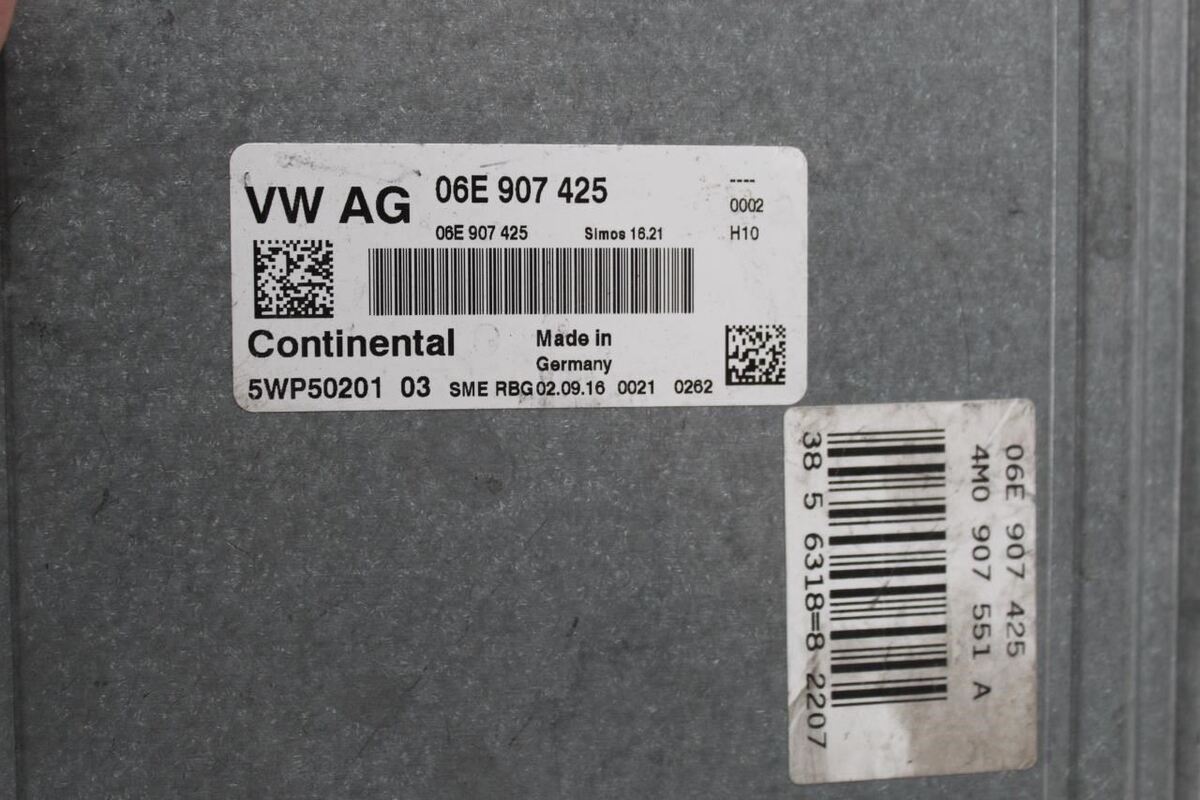 VW AG 06E 907 425
----
0002
06E 907 425 Simos 16.21 H10
Continental Made in
Germany
5WP50201 03 SME RBG 02.09.16 0021 0262
06E 907 425
4M0 907 551 A
38 5 6318=8 2207